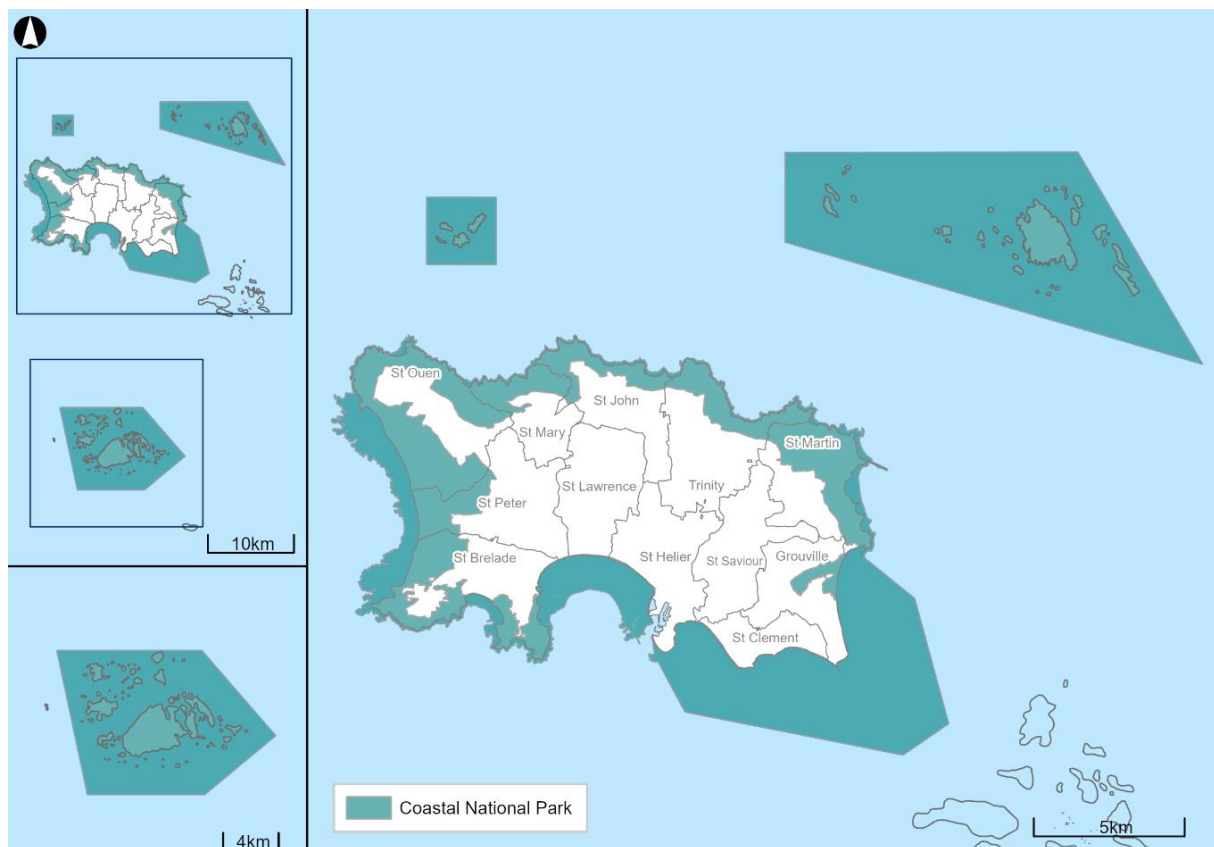 10km
4km
St Ouen
St John
St Mary
St Martin
St Lawrence
Trinity
St Peter
St Brelade
St Helier
St Saviour
Grouville
St Clement
Coastal National Park
5km